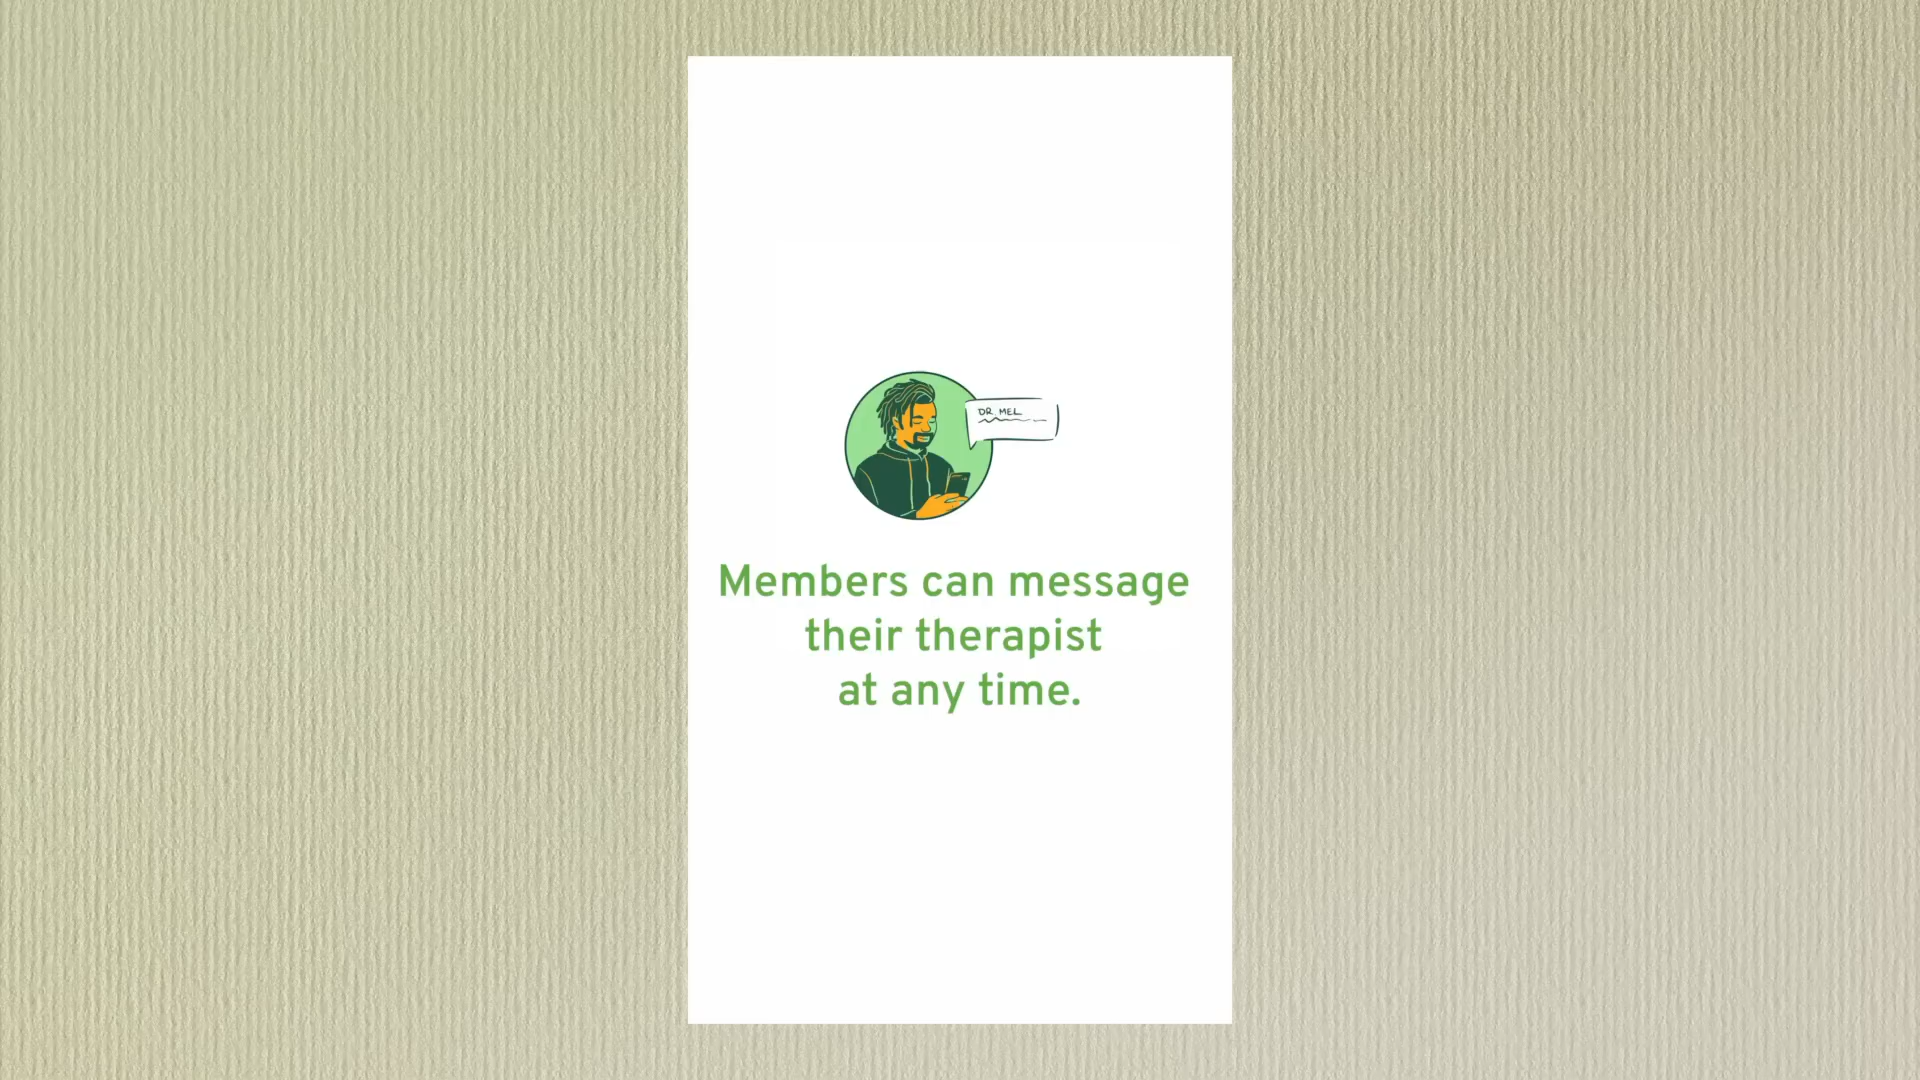 DR. MEL
Members can message
their therapist
at any time.